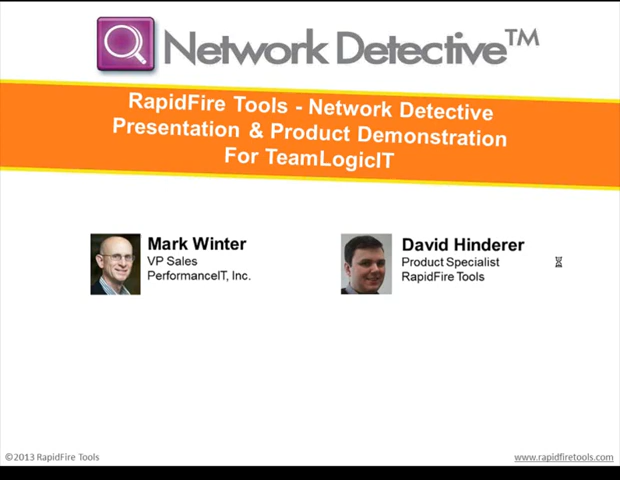 Network Detective™
RapidFire Tools - Network Detective
Presentation & Product Demonstration
For TeamLogicIT
Mark Winter
VP Sales
PerformanceIT, Inc.
David Hinderer
Product Specialist
RapidFire Tools
©2013 RapidFire Tools
www.rapidfiretools.com